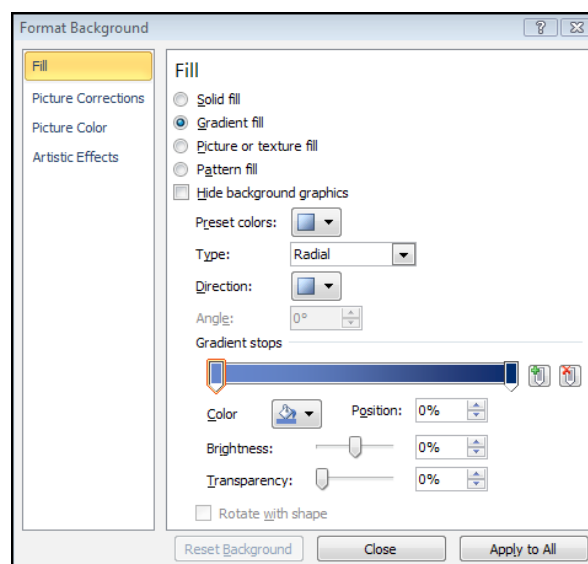 Format Background
Fill
Picture Corrections
Picture Color
Artistic Effects
Fill
Solid fill
Gradient fill
Picture or texture fill
Pattern fill
Hide background graphics
Preset colors:
Type: Radial
Direction:
Angle: 0°
Gradient stops
Color Position: 0%
Brightness: 0%
Transparency: 0%
Rotate with shape
Reset Background Close Apply to All